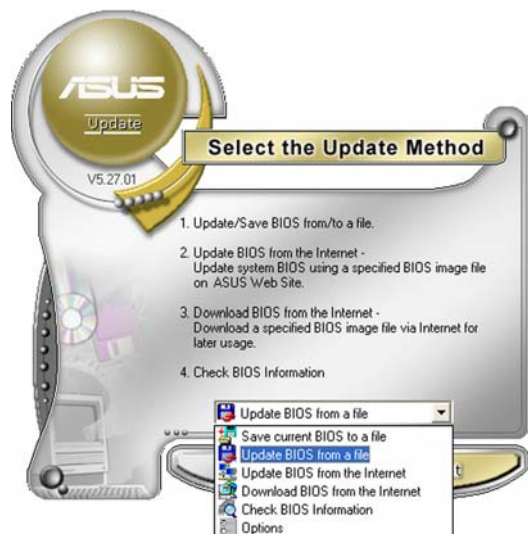 ASUS
Update
V5.27.01
Select the Update Method
1. Update/Save BIOS from/to a file.
2. Update BIOS from the Internet -
Update system BIOS using a specified BIOS image file
on ASUS Web Site.
3. Download BIOS from the Internet -
Download a specified BIOS image file via Internet for
later usage.
4. Check BIOS Information
Update BIOS from a file
Save current BIOS to a file
Update BIOS from a file
Update BIOS from the Internet
Download BIOS from the Internet
Check BIOS Information
Options